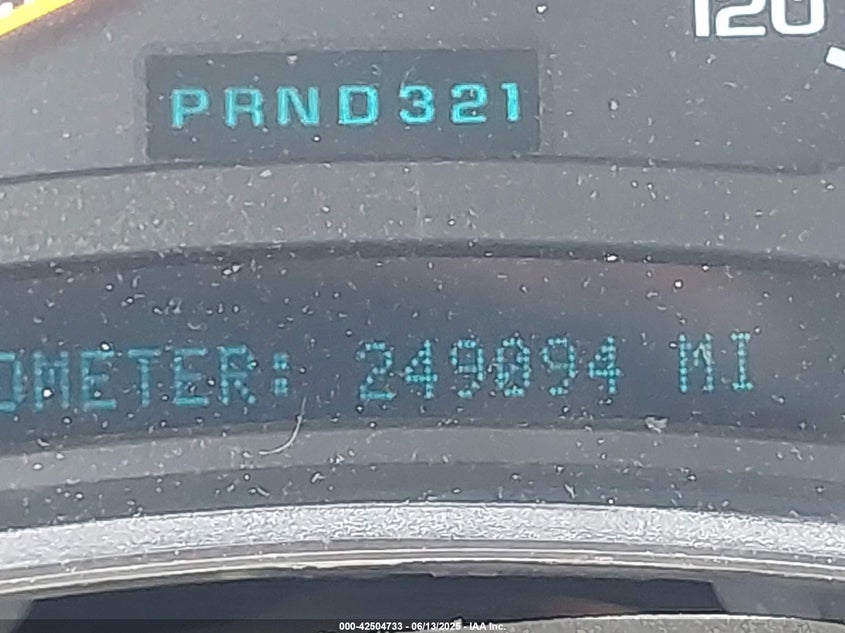 120
PRND321
OMETER: 249094 MI
000-42504733 - 06/13/2025 - IAA Inc.